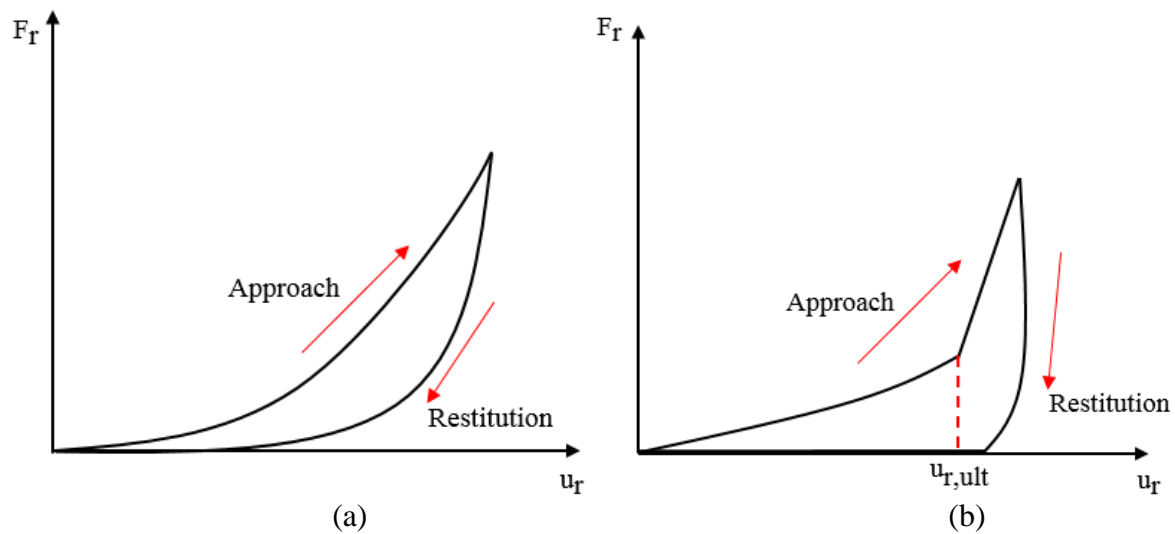 Fr
Approach
Restitution
ur
(a)
Fr
Approach
Restitution
ur,ult
ur
(b)